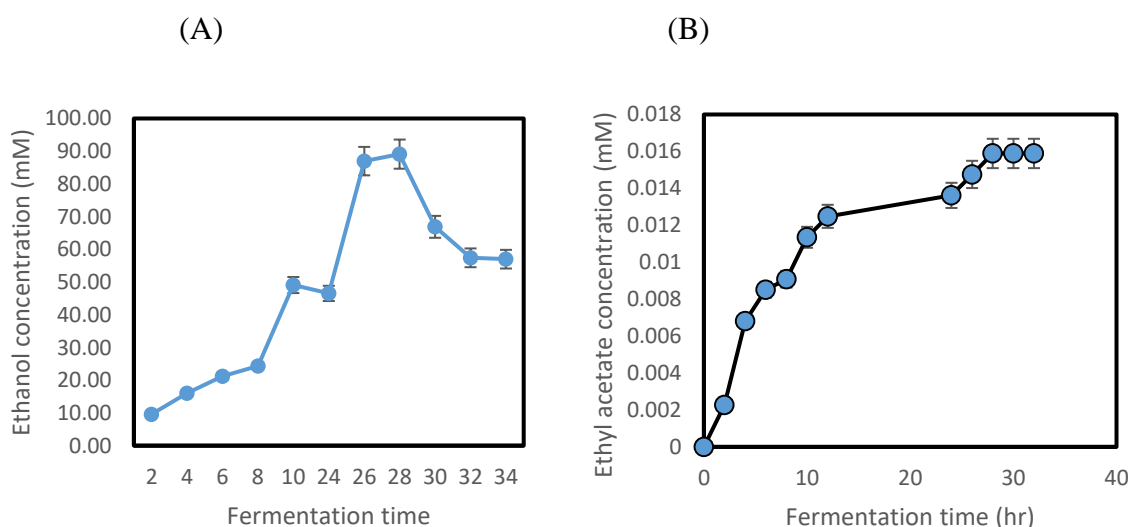 (A)
Ethanol concentration (mM)
100.00
90.00
80.00
70.00
60.00
50.00
40.00
30.00
20.00
10.00
0.00
2 4 6 8 10 24 26 28 30 32 34
Fermentation time
(B)
Ethyl acetate concentration (mM)
0.018
0.016
0.014
0.012
0.01
0.008
0.006
0.004
0.002
0
0 10 20 30 40
Fermentation time (hr)